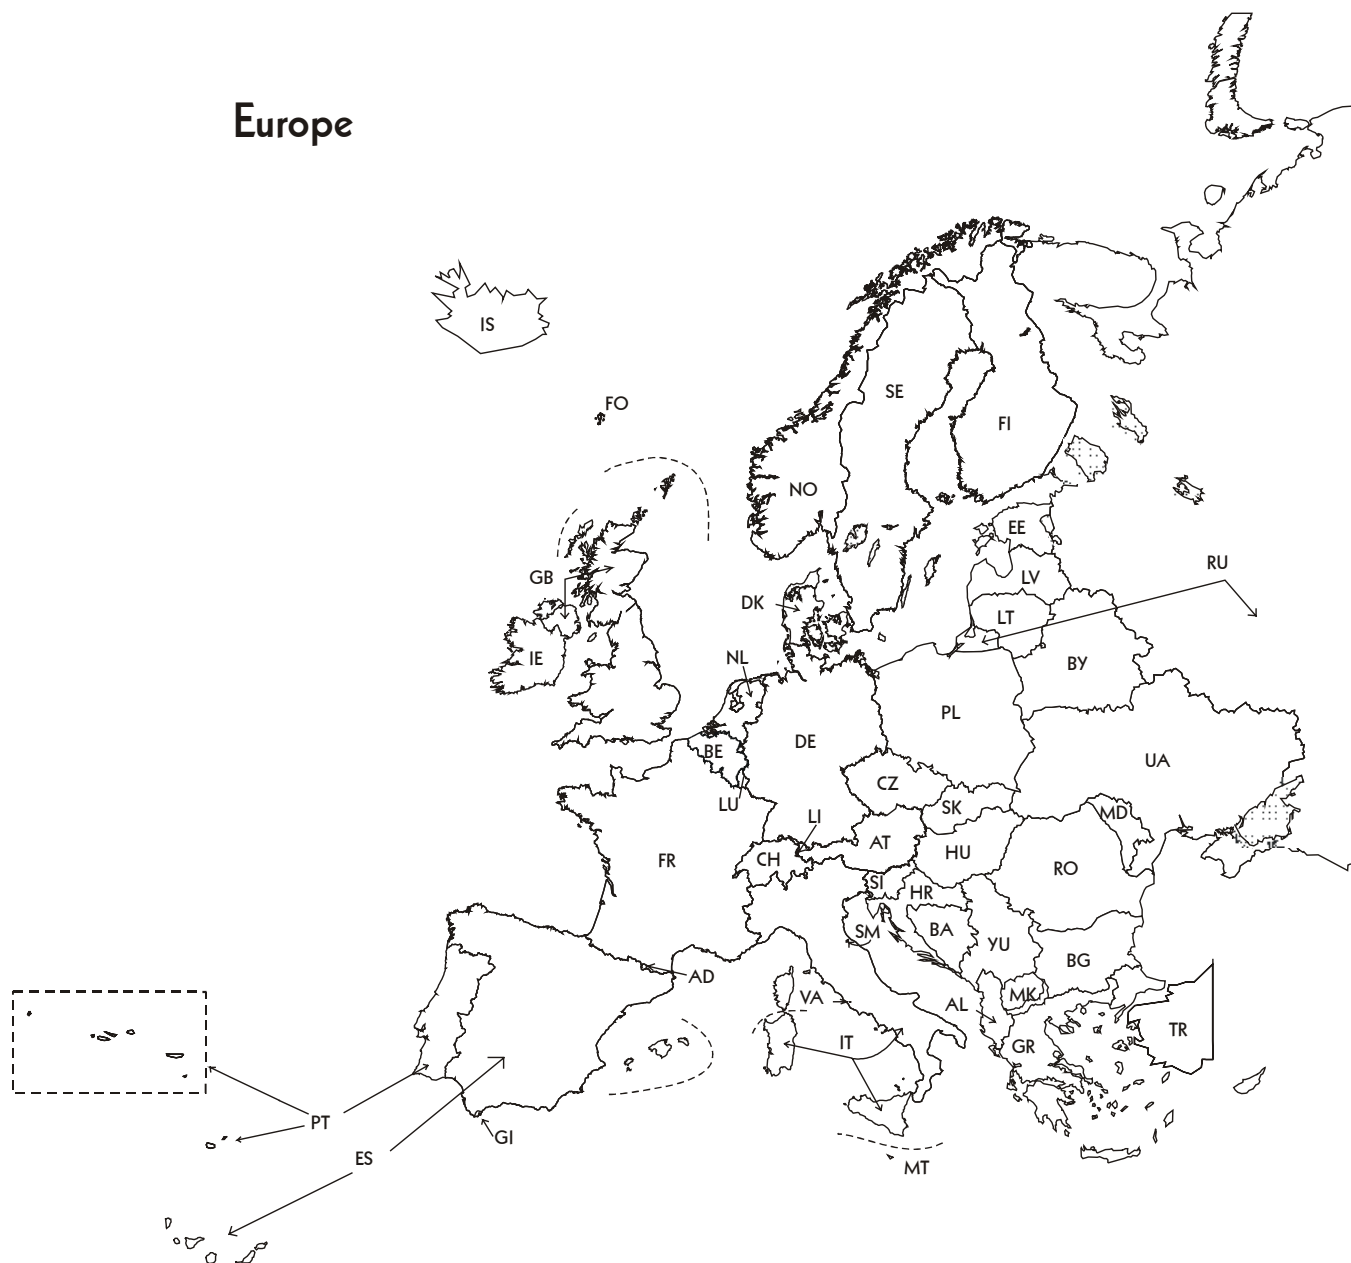 Europe
IS
FO
SE
FI
NO
EE
RU
GB
LV
DK
LT
IE
NL
BY
PL
DE
BE
UA
CZ
LU
SK
LI
MD
AT
HU
CH
FR
RO
SI
HR
SM
BA
YU
BG
AD
VA
AL
MK
TR
IT
GR
PT
GI
ES
MT